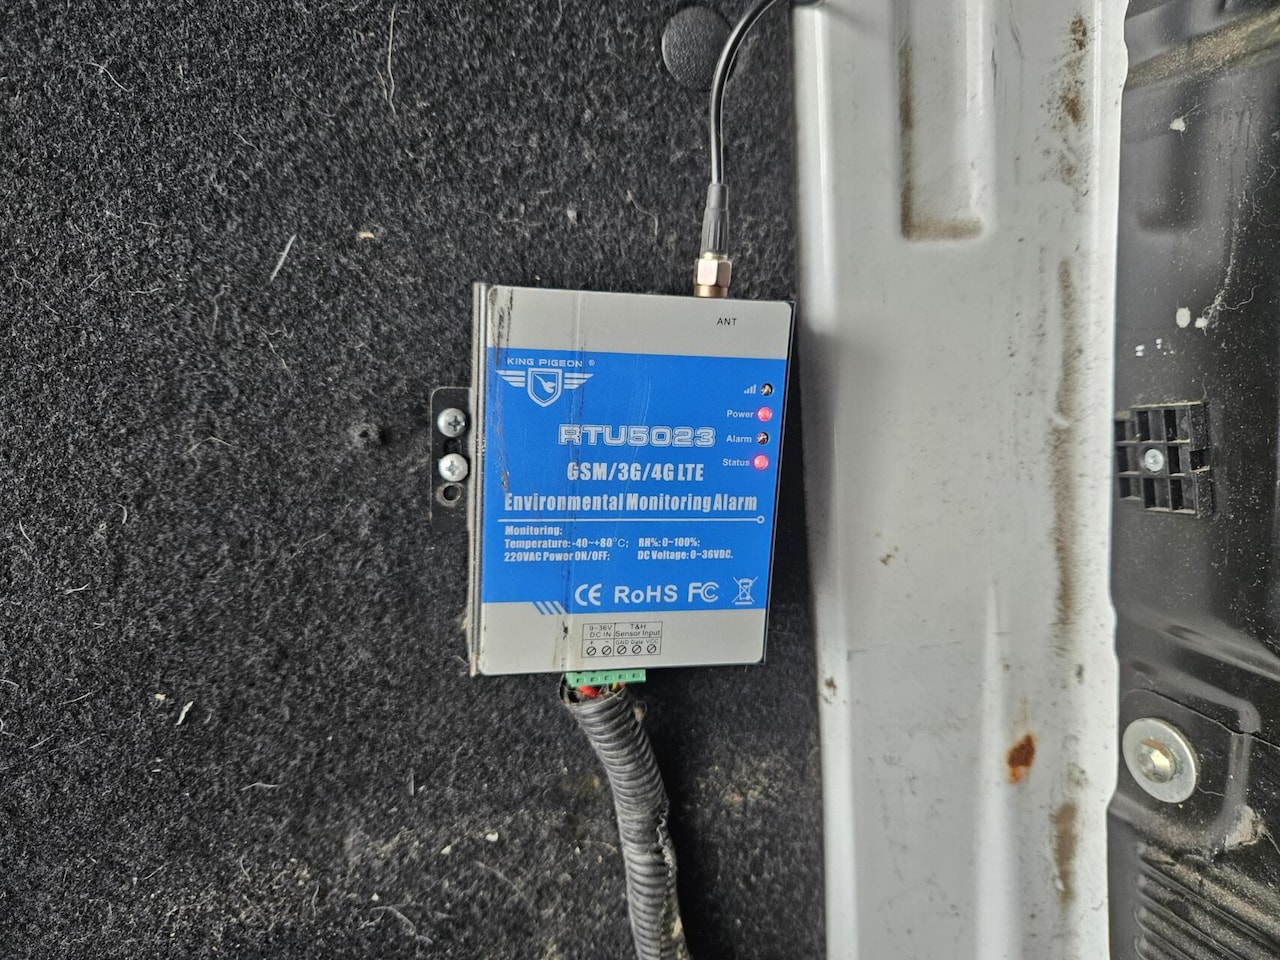 ANT
KING PIGEON ®
Power
Alarm
Status
RTU5023
GSM/3G/4G LTE
Environmental Monitoring Alarm
Monitoring:
Temperature: -40~+80°C; RH%: 0~100%;
220VAC Power ON/OFF; DC Voltage: 0~36VDC.
CE RoHS FC
9~36V T&H
DC IN Sensor Input
+ - GND Data VCC